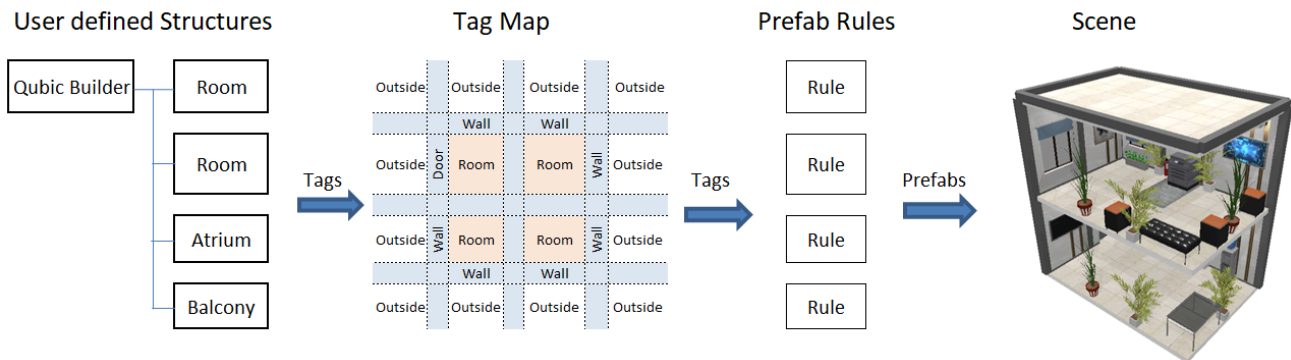 User defined Structures
Tag Map
Prefab Rules
Scene
Qubic Builder
Room
Room
Atrium
Balcony
Tags
Outside Outside Outside Outside
Wall Wall
Outside Door Room Room Wall Outside
Outside Wall Room Room Wall Outside
Wall Wall
Outside Outside Outside Outside
Tags
Rule
Rule
Rule
Rule
Prefabs